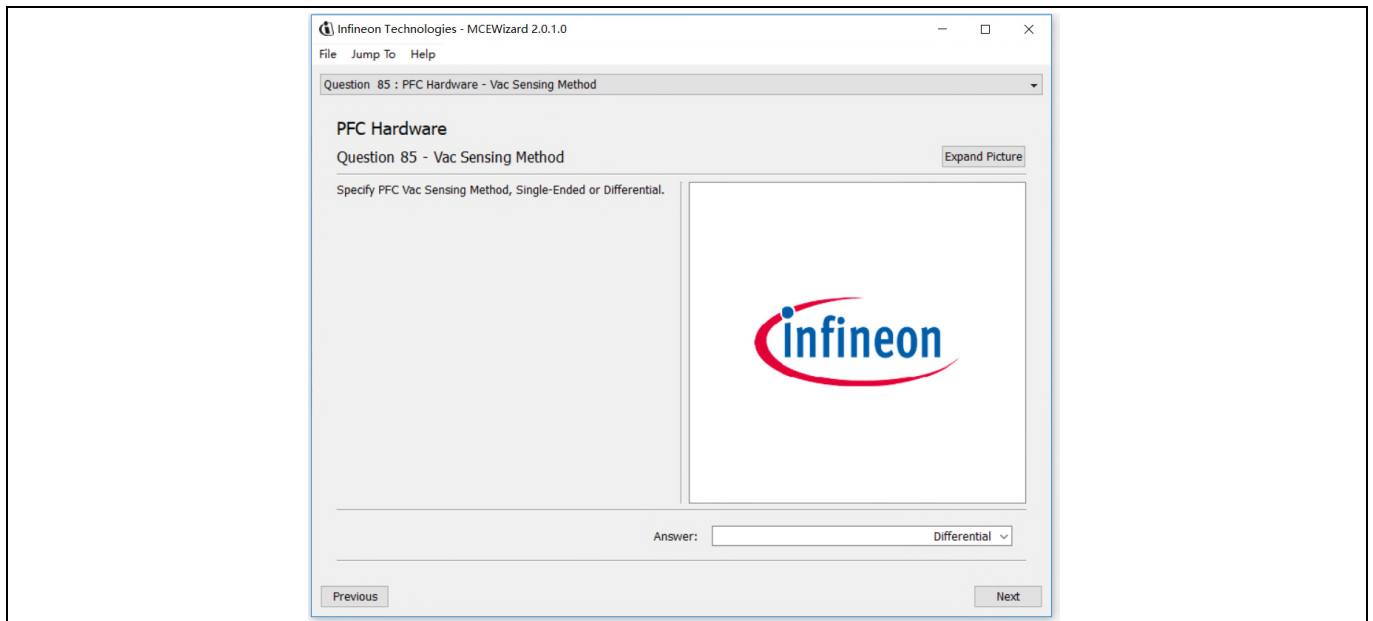 Infineon Technologies - MCEWizard 2.0.1.0
File Jump To Help
Question 85 : PFC Hardware - Vac Sensing Method
PFC Hardware
Question 85 - Vac Sensing Method
Expand Picture
Specify PFC Vac Sensing Method, Single-Ended or Differential.
infineon
Answer: Differential
Previous Next